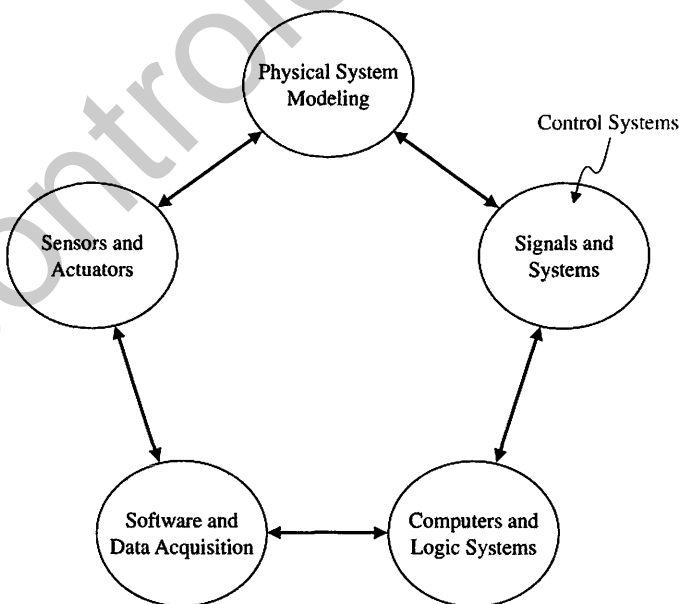 Physical System
Modeling
Control Systems
Sensors and
Actuators
Signals and
Systems
Software and
Data Acquisition
Computers and
Logic Systems